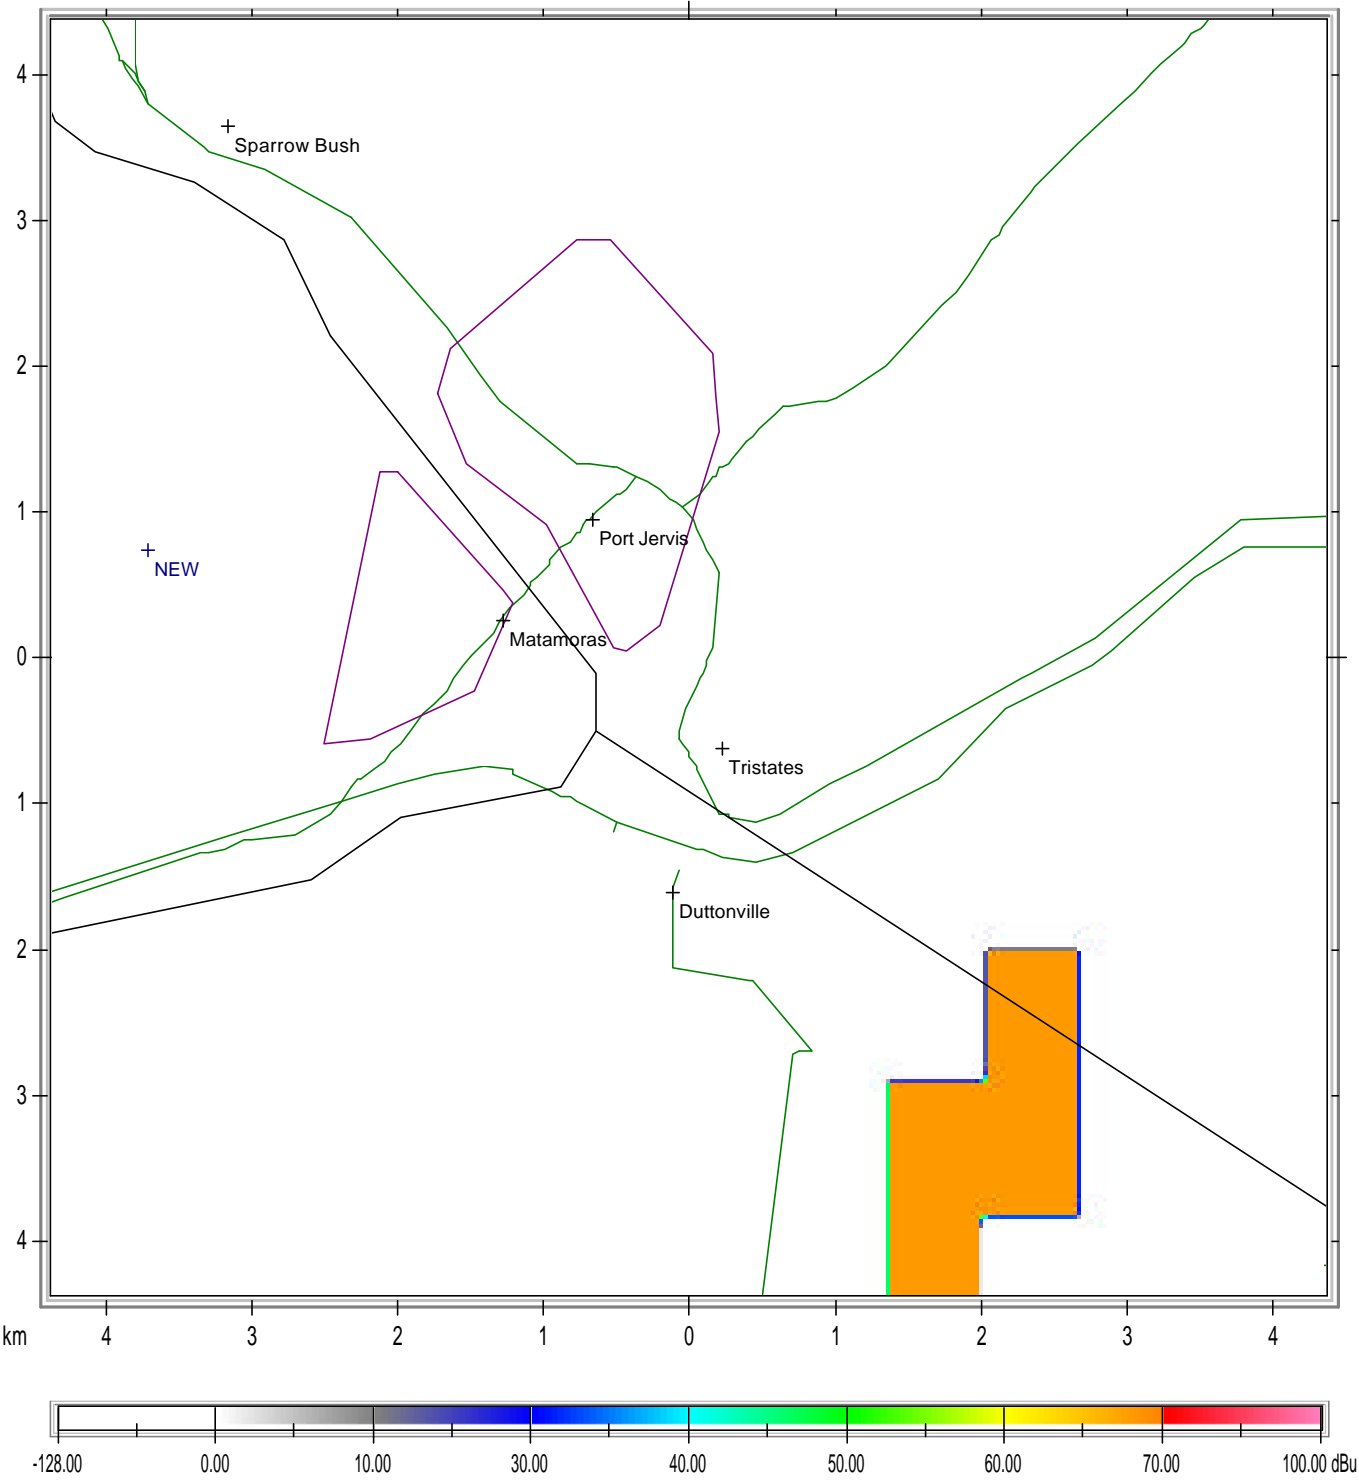 4
Sparrow Bush
3
2
1
Port Jervis
NEW
Matamoras
0
Tristates
1
Duttonville
2
3
4
km 4 3 2 1 0 1 2 3 4
-128.00 0.00 10.00 30.00 40.00 50.00 60.00 70.00 100.00 dBu